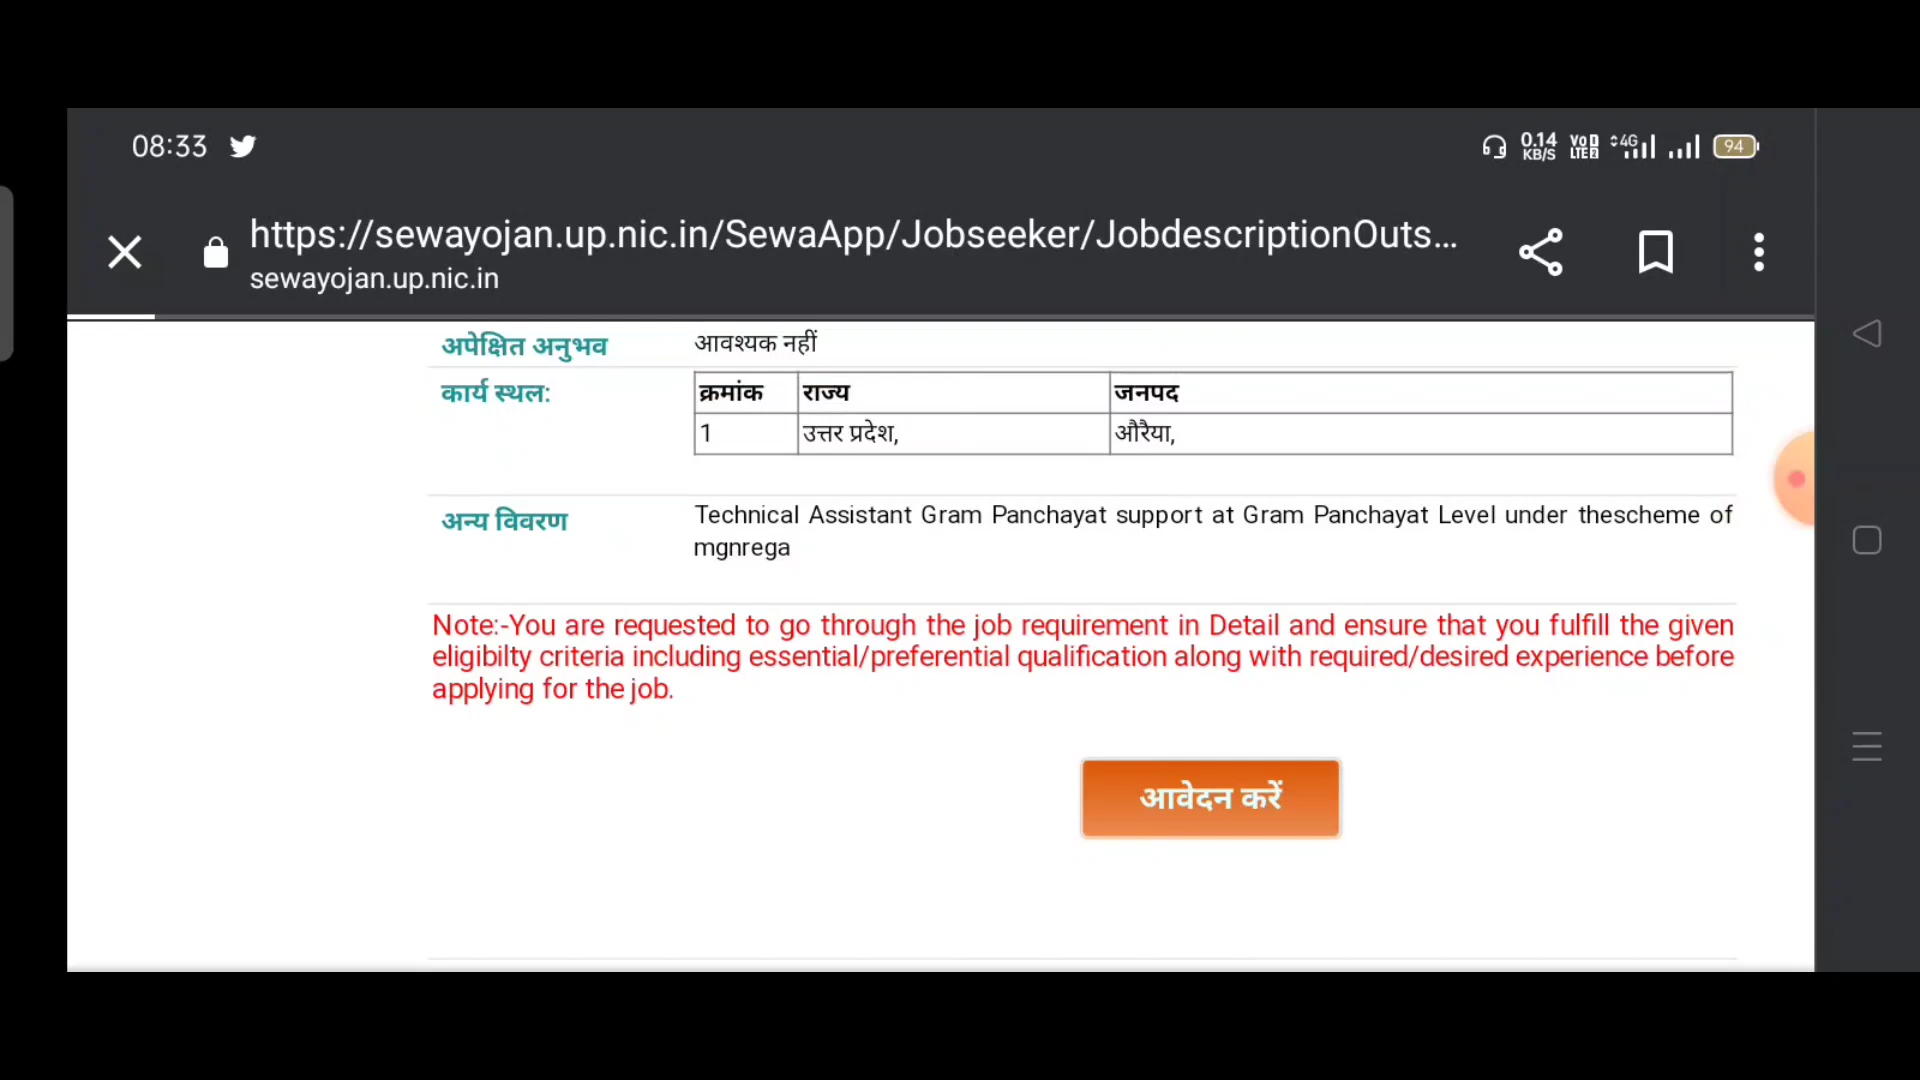 08:33
0.14 KB/S VoD LTE2 4G 94
https://sewayojan.up.nic.in/SewaApp/Jobseeker/JobdescriptionOuts...
sewayojan.up.nic.in
अपेक्षित अनुभव आवश्यक नहीं
कार्य स्थल: क्रमांक राज्य जनपद
1 उत्तर प्रदेश, औरैया,
अन्य विवरण Technical Assistant Gram Panchayat support at Gram Panchayat Level under thescheme of
mgnrega
Note:-You are requested to go through the job requirement in Detail and ensure that you fulfill the given
eligibilty criteria including essential/preferential qualification along with required/desired experience before
applying for the job.
आवेदन करें